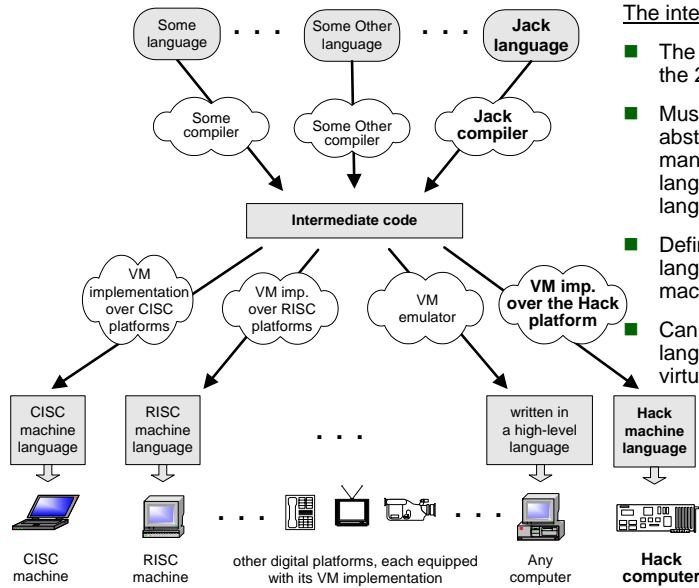 Some
language
. . .
Some Other
language
. . .
Jack
language
Some
compiler
Some Other
compiler
Jack
compiler
Intermediate code
VM
implementation
over CISC
platforms
VM imp.
over RISC
platforms
VM
emulator
VM imp.
over the Hack
platform
CISC
machine
language
RISC
machine
language
. . .
written in
a high-level
language
Hack
machine
language
. . .
. . .
CISC
machine
RISC
machine
other digital platforms, each equipped
with its VM implementation
Any
computer
Hack
computer
The inte
The
the 2
Mus
abst
man
lang
lang
Defin
lang
mac
Can
lang
virtu